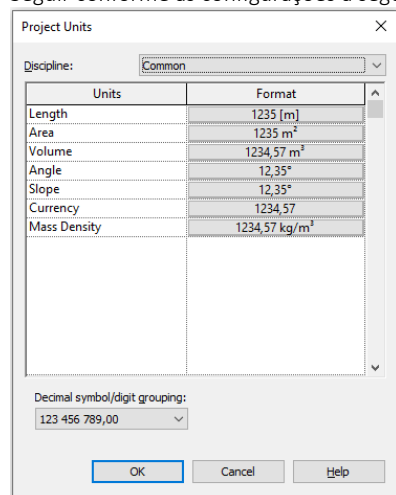 Project Units
Discipline: Common
Units Format
Length 1235 [m]
Area 1235 m²
Volume 1234,57 m³
Angle 12,35°
Slope 12,35°
Currency 1234,57
Mass Density 1234,57 kg/m³
Decimal symbol/digit grouping:
123 456 789,00
OK Cancel Help